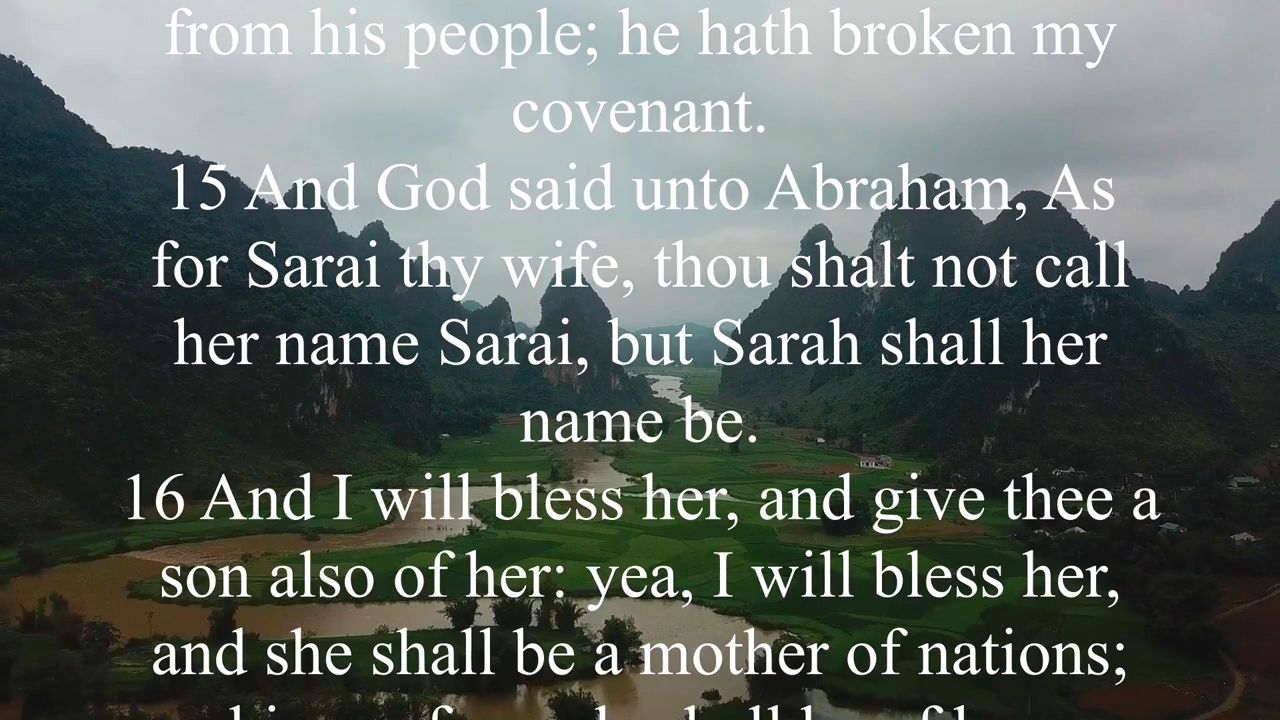 from his people; he hath broken my
covenant.
15 And God said unto Abraham, As
for Sarai thy wife, thou shalt not call
her name Sarai, but Sarah shall her
name be.
16 And I will bless her, and give thee a
son also of her: yea, I will bless her,
and she shall be a mother of nations;